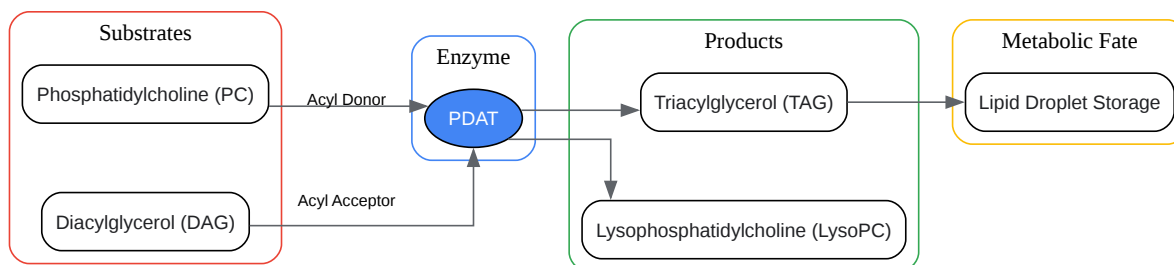 Substrates
Phosphatidylcholine (PC)
Diacylglycerol (DAG)
Acyl Donor
Acyl Acceptor
Enzyme
PDAT
Products
Triacylglycerol (TAG)
Lysophosphatidylcholine (LysoPC)
Metabolic Fate
Lipid Droplet Storage